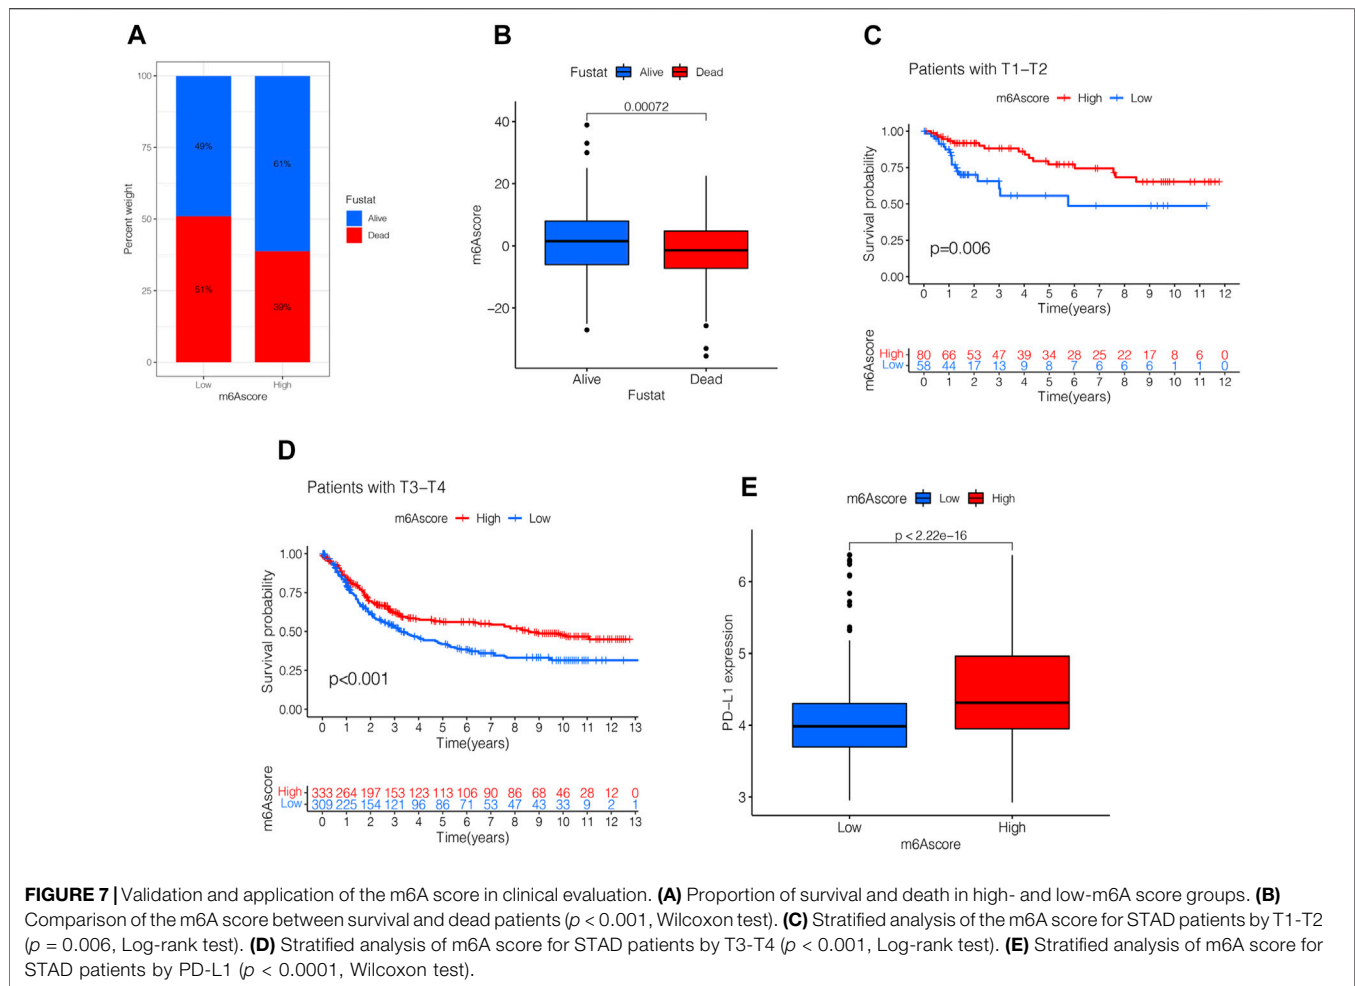 A
100
75
50
25
0
Percent weight
49%
61%
51%
39%
Low
High
m6Ascore
Fustat
Alive
Dead
B
Fustat Alive Dead
0.00072
40
20
0
−20
m6Ascore
Alive
Dead
Fustat
C
Patients with T1−T2
m6Ascore High Low
1.00
0.75
0.50
0.25
0.00
Survival probability
p=0.006
0 1 2 3 4 5 6 7 8 9 10 11 12
Time(years)
m6Ascore
High 80 66 53 47 39 34 28 25 22 17 8 6 0
Low 58 44 17 13 9 8 7 6 6 6 1 1 0
0 1 2 3 4 5 6 7 8 9 10 11 12
Time(years)
D
Patients with T3−T4
m6Ascore High Low
1.00
0.75
0.50
0.25
0.00
Survival probability
p<0.001
0 1 2 3 4 5 6 7 8 9 10 11 12 13
Time(years)
m6Ascore
High 333 264 197 153 123 113 106 90 86 68 46 28 12 0
Low 309 225 154 121 96 86 71 53 47 43 33 9 2 1
0 1 2 3 4 5 6 7 8 9 10 11 12 13
Time(years)
E
m6Ascore Low High
p < 2.22e−16
6
5
4
3
PD−L1 expression
Low
High
m6Ascore
FIGURE 7 | Validation and application of the m6A score in clinical evaluation. (A) Proportion of survival and death in high- and low-m6A score groups. (B)
Comparison of the m6A score between survival and dead patients (p < 0.001, Wilcoxon test). (C) Stratified analysis of the m6A score for STAD patients by T1-T2
(p = 0.006, Log-rank test). (D) Stratified analysis of m6A score for STAD patients by T3-T4 (p < 0.001, Log-rank test). (E) Stratified analysis of m6A score for
STAD patients by PD-L1 (p < 0.0001, Wilcoxon test).